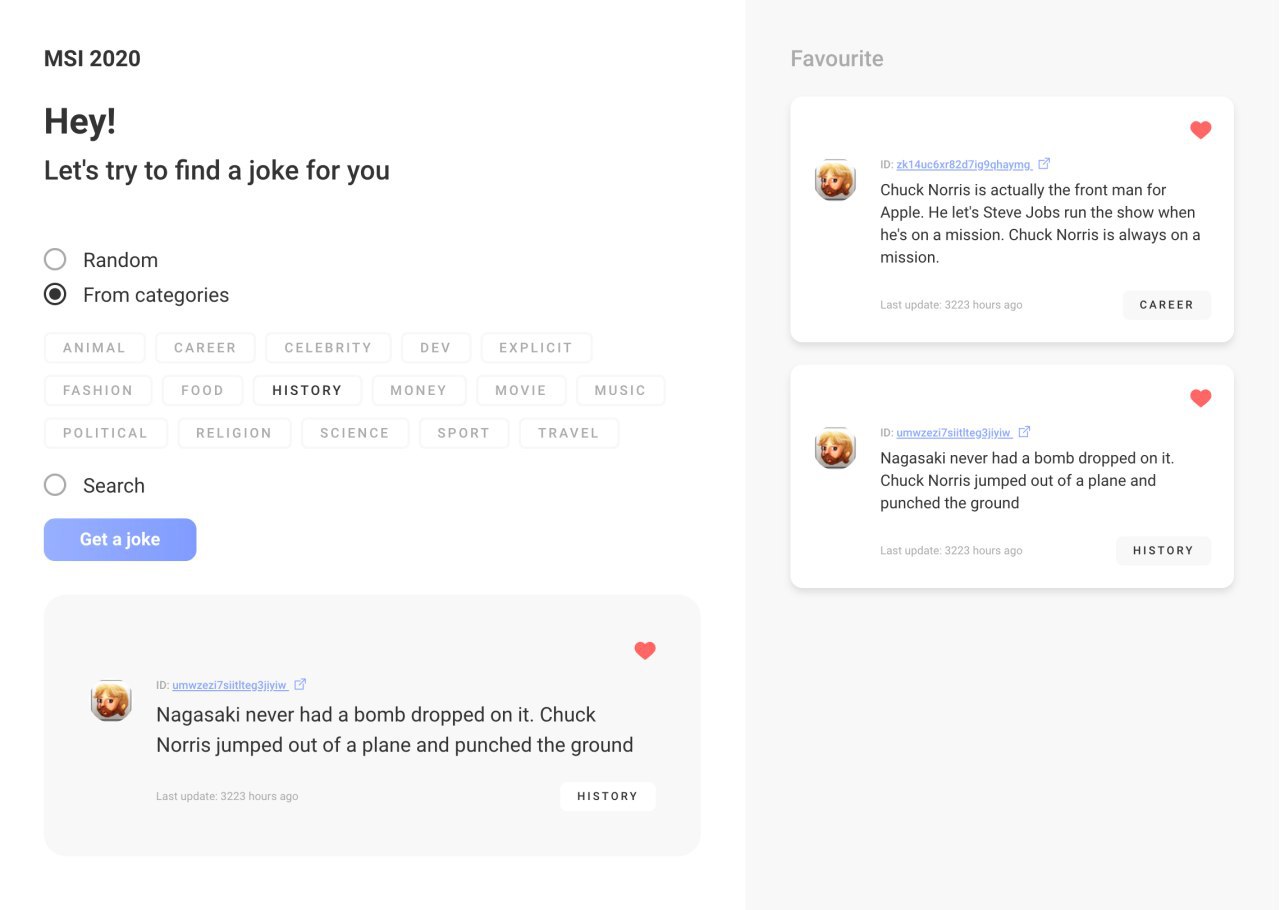 MSI 2020
Hey!
Let's try to find a joke for you
Random
From categories
ANIMAL CAREER CELEBRITY DEV EXPLICIT
FASHION FOOD HISTORY MONEY MOVIE MUSIC
POLITICAL RELIGION SCIENCE SPORT TRAVEL
Search
Get a joke
ID: umwzezi7siitlteg3jiyiw
Nagasaki never had a bomb dropped on it. Chuck
Norris jumped out of a plane and punched the ground
Last update: 3223 hours ago HISTORY
Favourite
ID: zk14uc6xr82d7ig9qhaymg
Chuck Norris is actually the front man for
Apple. He let's Steve Jobs run the show when
he's on a mission. Chuck Norris is always on a
mission.
Last update: 3223 hours ago CAREER
ID: umwzezi7siitlteg3jiyiw
Nagasaki never had a bomb dropped on it.
Chuck Norris jumped out of a plane and
punched the ground
Last update: 3223 hours ago HISTORY